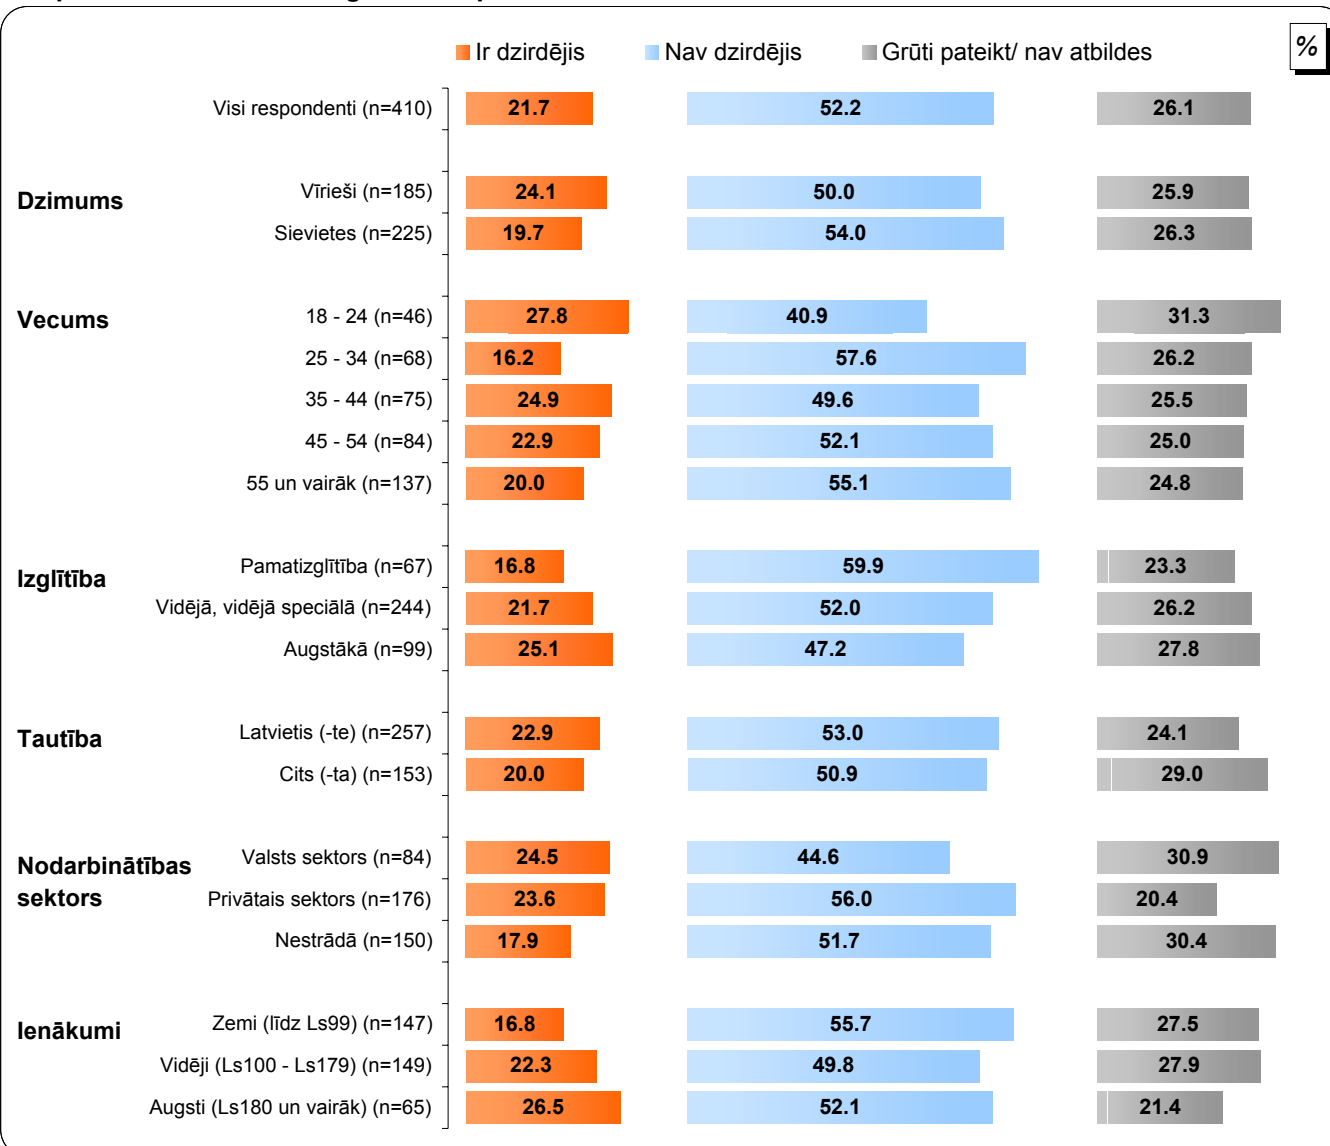 Ir dzirdējis Nav dzirdējis Grūti pateikt/ nav atbildes %
Visi respondenti (n=410) 21.7 52.2 26.1
Dzimums
Vīrieši (n=185) 24.1 50.0 25.9
Sievietes (n=225) 19.7 54.0 26.3
Vecums
18 - 24 (n=46) 27.8 40.9 31.3
25 - 34 (n=68) 16.2 57.6 26.2
35 - 44 (n=75) 24.9 49.6 25.5
45 - 54 (n=84) 22.9 52.1 25.0
55 un vairāk (n=137) 20.0 55.1 24.8
Izglītība
Pamatizglītība (n=67) 16.8 59.9 23.3
Vidējā, vidējā speciālā (n=244) 21.7 52.0 26.2
Augstākā (n=99) 25.1 47.2 27.8
Tautība
Latvietis (-te) (n=257) 22.9 53.0 24.1
Cits (-ta) (n=153) 20.0 50.9 29.0
Nodarbinātības
sektors
Valsts sektors (n=84) 24.5 44.6 30.9
Privātais sektors (n=176) 23.6 56.0 20.4
Nestrādā (n=150) 17.9 51.7 30.4
Ienākumi
Zemi (līdz Ls99) (n=147) 16.8 55.7 27.5
Vidēji (Ls100 - Ls179) (n=149) 22.3 49.8 27.9
Augsti (Ls180 un vairāk) (n=65) 26.5 52.1 21.4